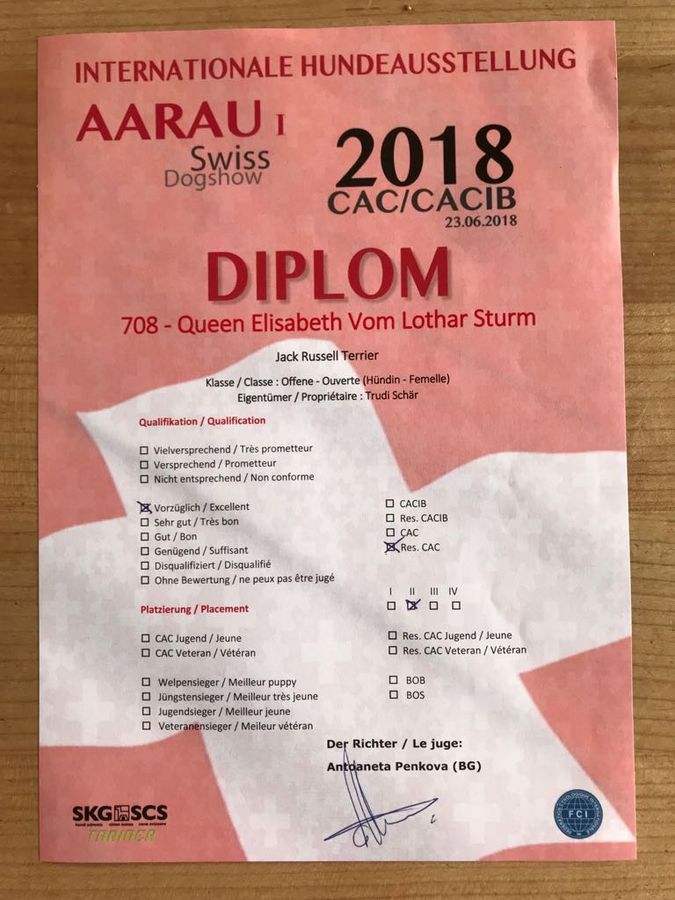 INTERNATIONALE HUNDEAUSSTELLUNG
AARAU I
Swiss
Dogshow
2018
CAC/CACIB
23.06.2018
DIPLOM
708 - Queen Elisabeth Vom Lothar Sturm
Jack Russell Terrier
Klasse / Classe : Offene - Ouverte (Hündin - Femelle)
Eigentümer / Propriétaire : Trudi Schär
Qualifikation / Qualification
Vielversprechend / Très prometteur
Versprechend / Prometteur
Nicht entsprechend / Non conforme
Vorzüglich / Excellent
Sehr gut / Très bon
Gut / Bon
Genügend / Suffisant
Disqualifiziert / Disqualifié
Ohne Bewertung / ne peux pas être jugé
CACIB
Res. CACIB
CAC
Res. CAC
I II III IV
Platzierung / Placement
CAC Jugend / Jeune
CAC Veteran / Vétéran
Res. CAC Jugend / Jeune
Res. CAC Veteran / Vétéran
Welpensieger / Meilleur puppy
Jüngstensieger / Meilleur très jeune
Jugendsieger / Meilleur jeune
Veteranensieger / Meileur vétéran
BOB
BOS
Der Richter / Le juge:
Antoaneta Penkova (BG)
SKG SCS
FCI